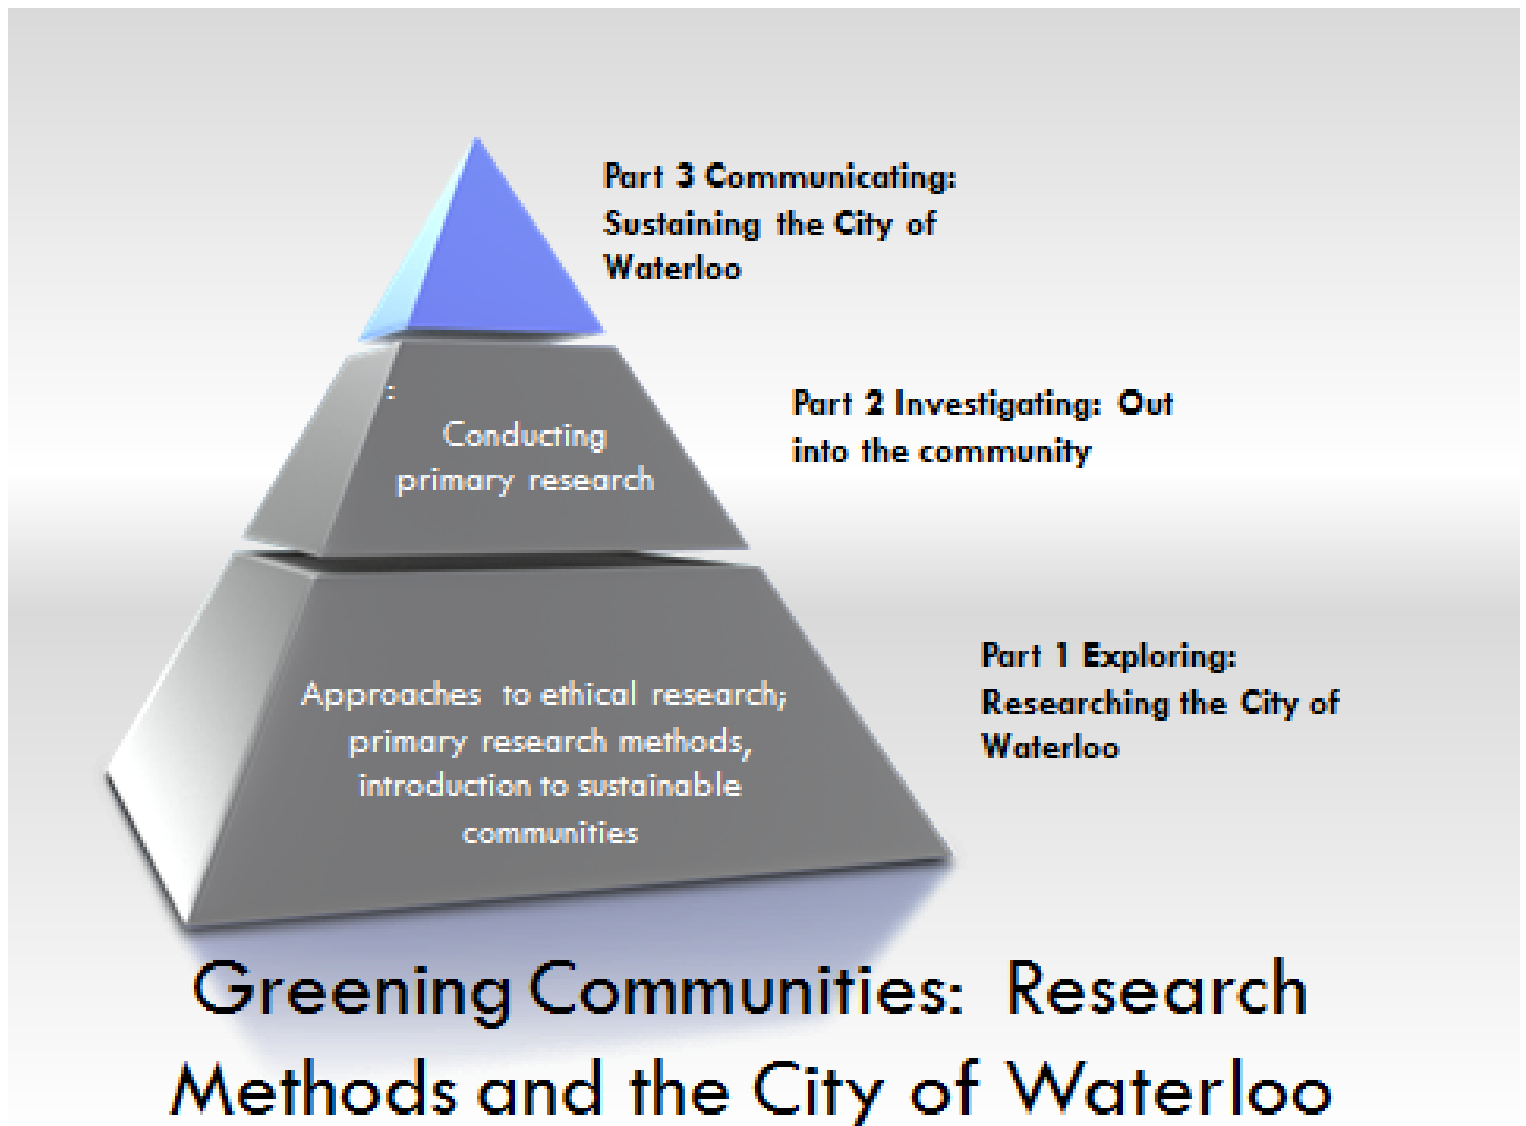 Part 3 Communicating:
Sustaining the City of
Waterloo
:
Conducting
primary research
Part 2 Investigating: Out
into the community
Approaches to ethical research;
primary research methods,
introduction to sustainable
communities
Part 1 Exploring:
Researching the City of
Waterloo
Greening Communities: Research
Methods and the City of Waterloo